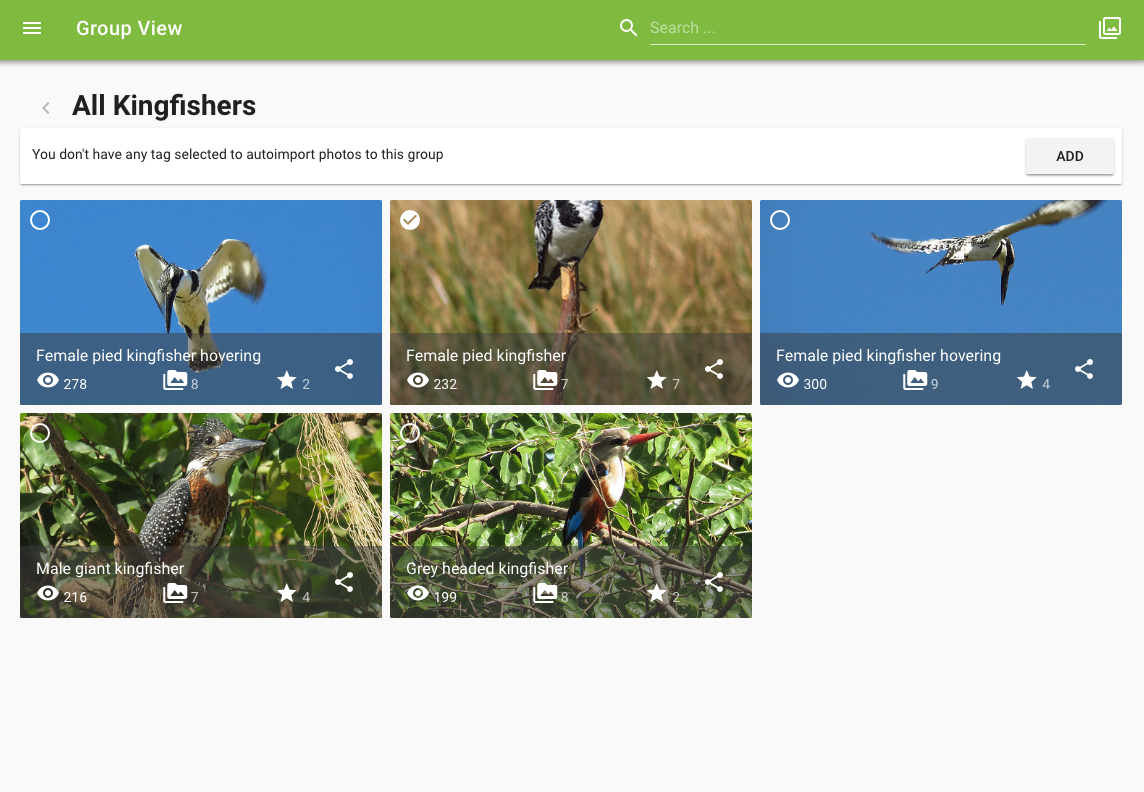 Group View
Search ...
All Kingfishers
You don't have any tag selected to autoimport photos to this group
ADD
Female pied kingfisher hovering
278 8 2
Female pied kingfisher
232 7 7
Female pied kingfisher hovering
300 9 4
Male giant kingfisher
216 7 4
Grey headed kingfisher
199 8 2